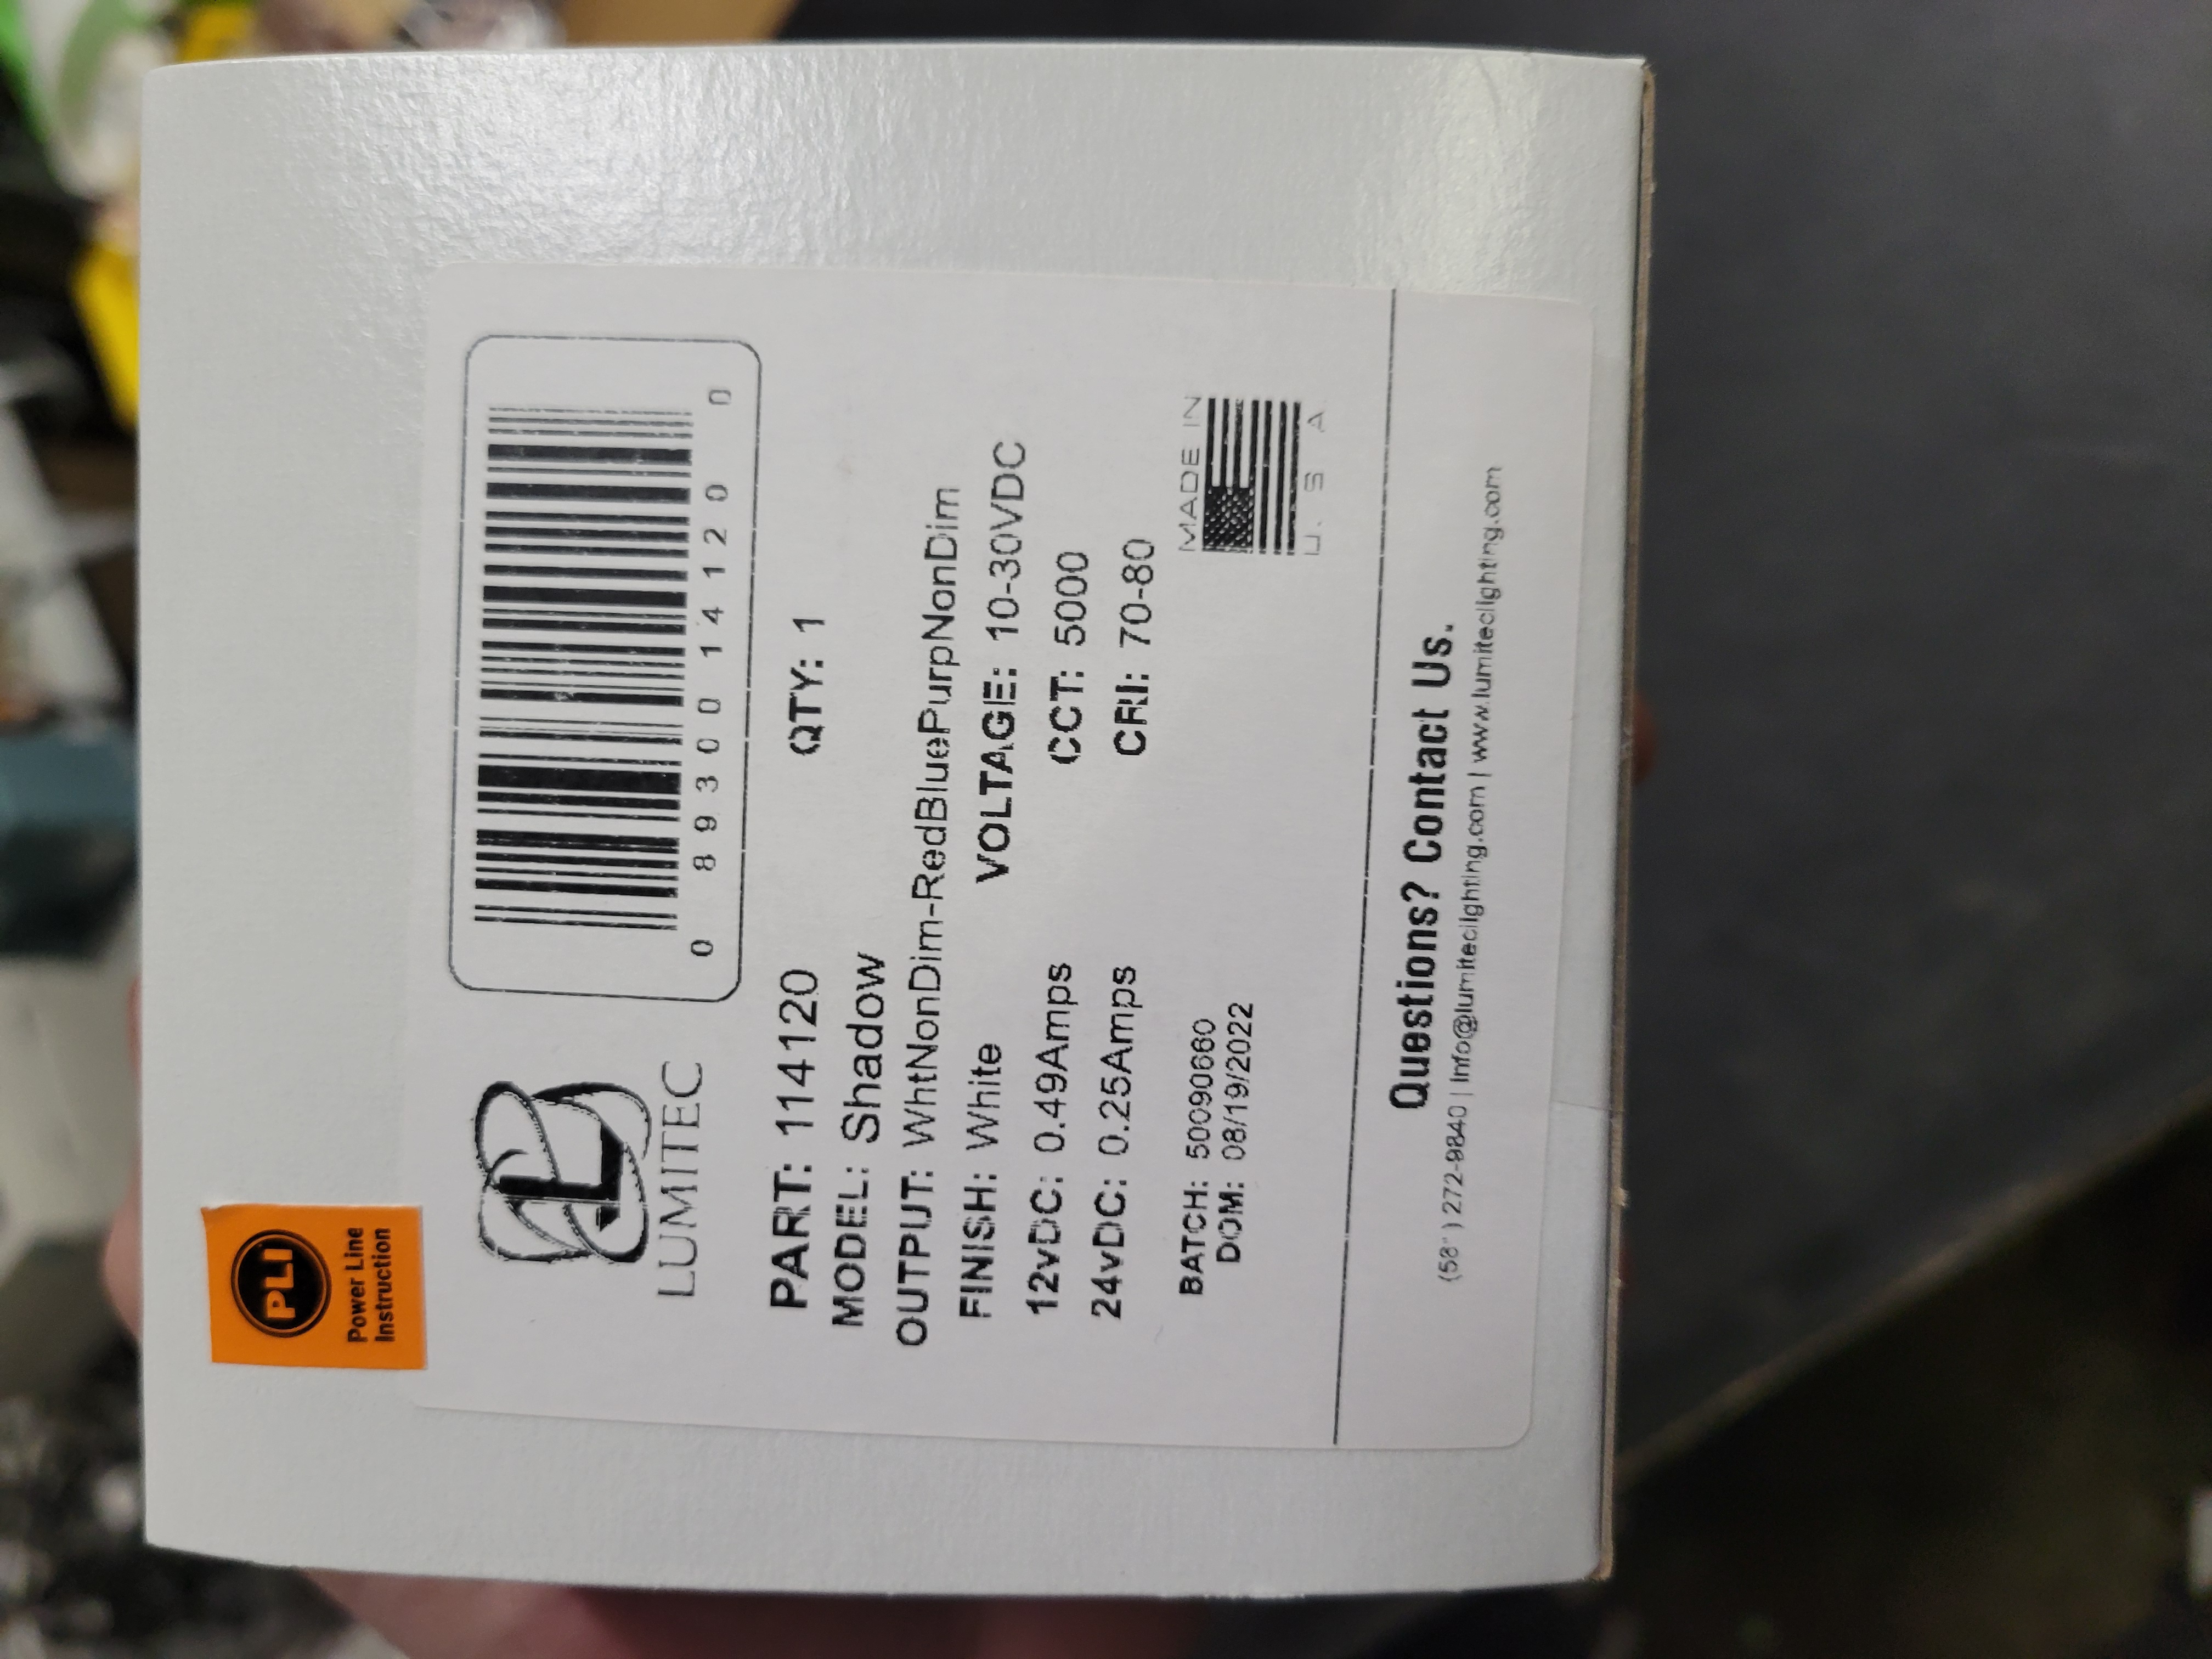 PLI
Power Line
Instruction
LUMITEC
0 89300 14120 0
PART: 114120 QTY: 1
MODEL: Shadow
OUTPUT: WhtNonDim-RedBluePurpNonDim
FINISH: White VOLTAGE: 10-30VDC
12vDC: 0.49Amps CCT: 5000
24vDC: 0.25Amps CRI: 70-80
BATCH: 50090660
DOM: 08/19/2022
MADE IN
U. S A
Questions? Contact Us.
272-9840 | Info@lumiteclighting.com | www.lumiteclighting.com